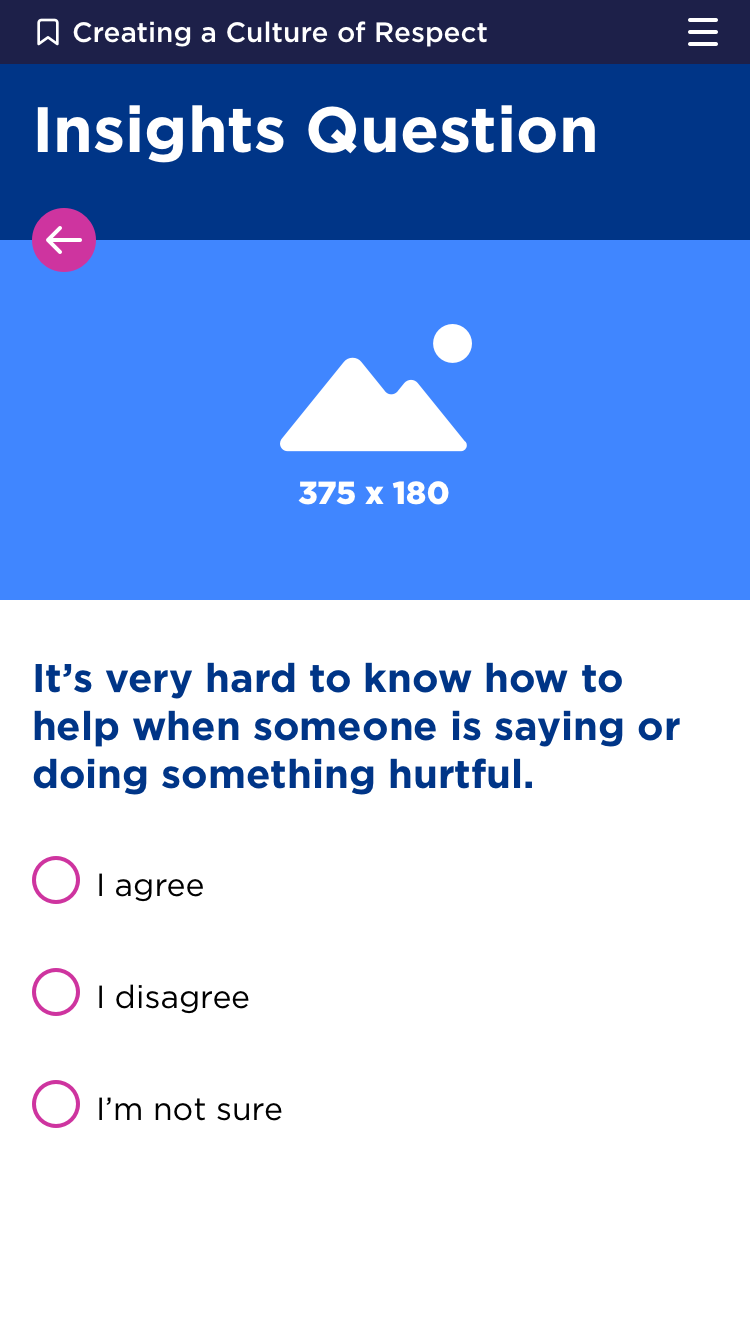 Creating a Culture of Respect
Insights Question
375 x 180
It’s very hard to know how to
help when someone is saying or
doing something hurtful.
I agree
I disagree
I’m not sure